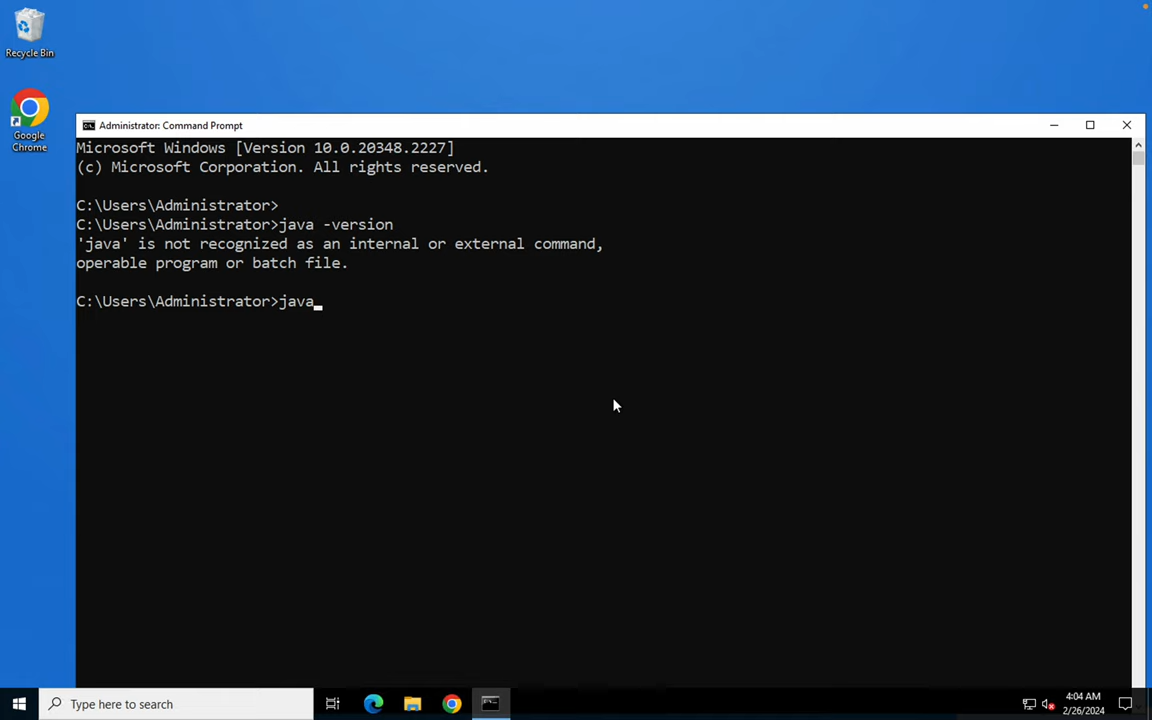 Recycle Bin
Google
Chrome
Administrator: Command Prompt
Microsoft Windows [Version 10.0.20348.2227]
(c) Microsoft Corporation. All rights reserved.
C:\Users\Administrator>
C:\Users\Administrator>java -version
'java' is not recognized as an internal or external command,
operable program or batch file.
C:\Users\Administrator>java
Type here to search
4:04 AM
2/26/2024